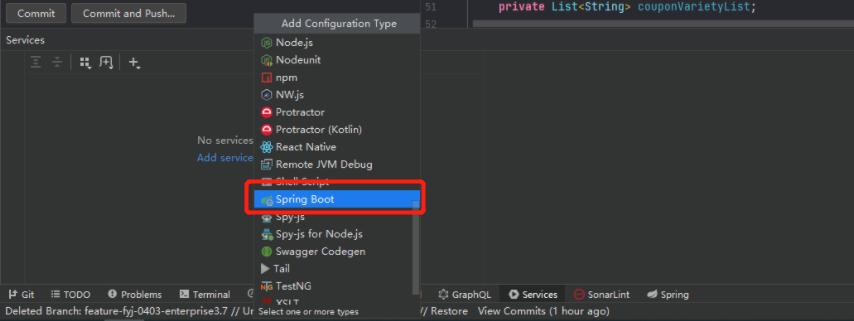 Commit
Commit and Push...
Add Configuration Type
51
private List<String> couponVarietyList;
52
Services
Node.js
Nodeunit
npm
NW.js
Protractor
Protractor (Kotlin)
React Native
Remote JVM Debug
Shell Script
Spring Boot
Spy-js
Spy-js for Node.js
Swagger Codegen
Tail
TestNG
XSLT
Select one or more types
No services
Add service
Git
TODO
Problems
Terminal
GraphQL
Services
SonarLint
Spring
Deleted Branch: feature-fyj-0403-enterprise3.7 // Un
// Restore View Commits (1 hour ago)